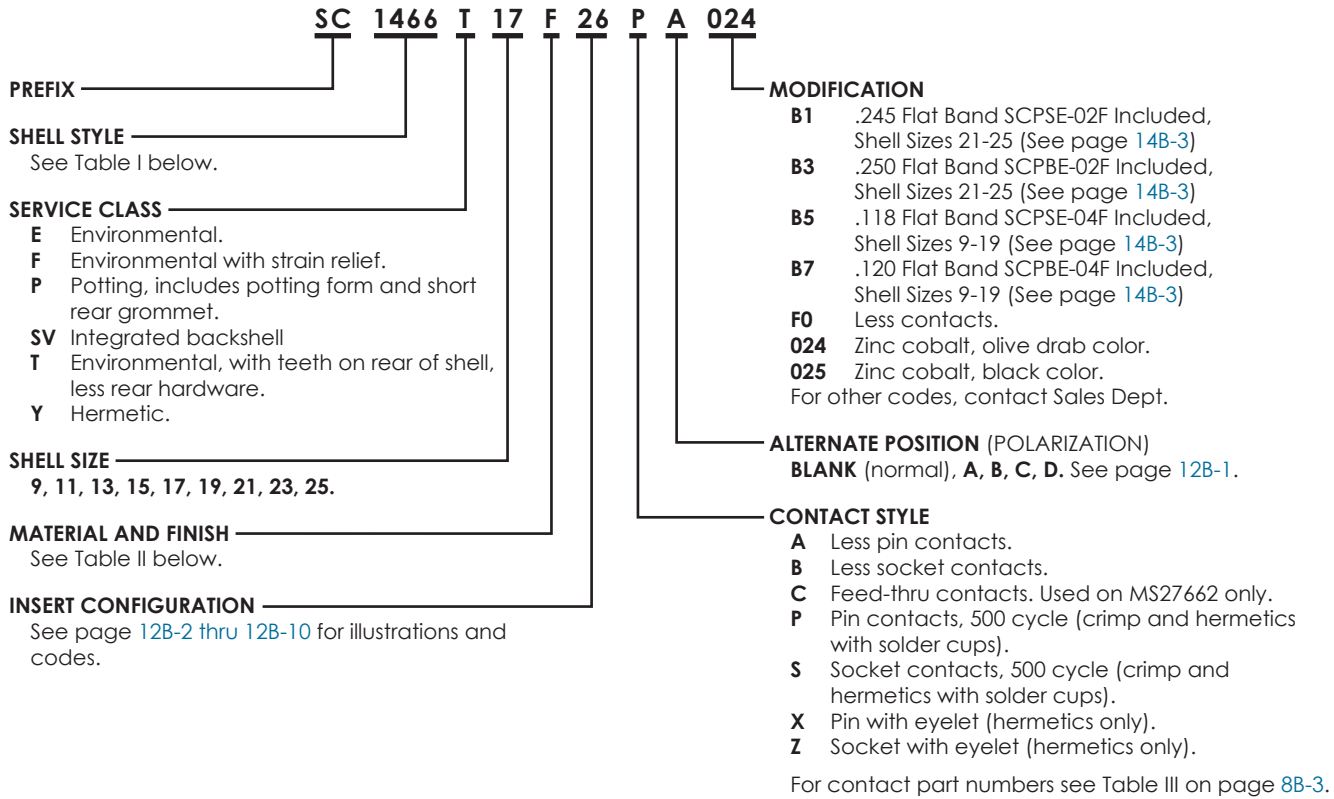 SC 1466 T 17 F 26 P A 024
PREFIX
SHELL STYLE
See Table I below.
SERVICE CLASS
E Environmental.
F Environmental with strain relief.
P Potting, includes potting form and short
rear grommet.
SV Integrated backshell
T Environmental, with teeth on rear of shell,
less rear hardware.
Y Hermetic.
SHELL SIZE
9, 11, 13, 15, 17, 19, 21, 23, 25.
MATERIAL AND FINISH
See Table II below.
INSERT CONFIGURATION
See page 12B-2 thru 12B-10 for illustrations and
codes.
MODIFICATION
B1 .245 Flat Band SCPSE-02F Included,
Shell Sizes 21-25 (See page 14B-3)
B3 .250 Flat Band SCPBE-02F Included,
Shell Sizes 21-25 (See page 14B-3)
B5 .118 Flat Band SCPSE-04F Included,
Shell Sizes 9-19 (See page 14B-3)
B7 .120 Flat Band SCPBE-04F Included,
Shell Sizes 9-19 (See page 14B-3)
F0 Less contacts.
024 Zinc cobalt, olive drab color.
025 Zinc cobalt, black color.
For other codes, contact Sales Dept.
ALTERNATE POSITION (POLARIZATION)
BLANK (normal), A, B, C, D. See page 12B-1.
CONTACT STYLE
A Less pin contacts.
B Less socket contacts.
C Feed-thru contacts. Used on MS27662 only.
P Pin contacts, 500 cycle (crimp and hermetics
with solder cups).
S Socket contacts, 500 cycle (crimp and
hermetics with solder cups).
X Pin with eyelet (hermetics only).
Z Socket with eyelet (hermetics only).
For contact part numbers see Table III on page 8B-3.